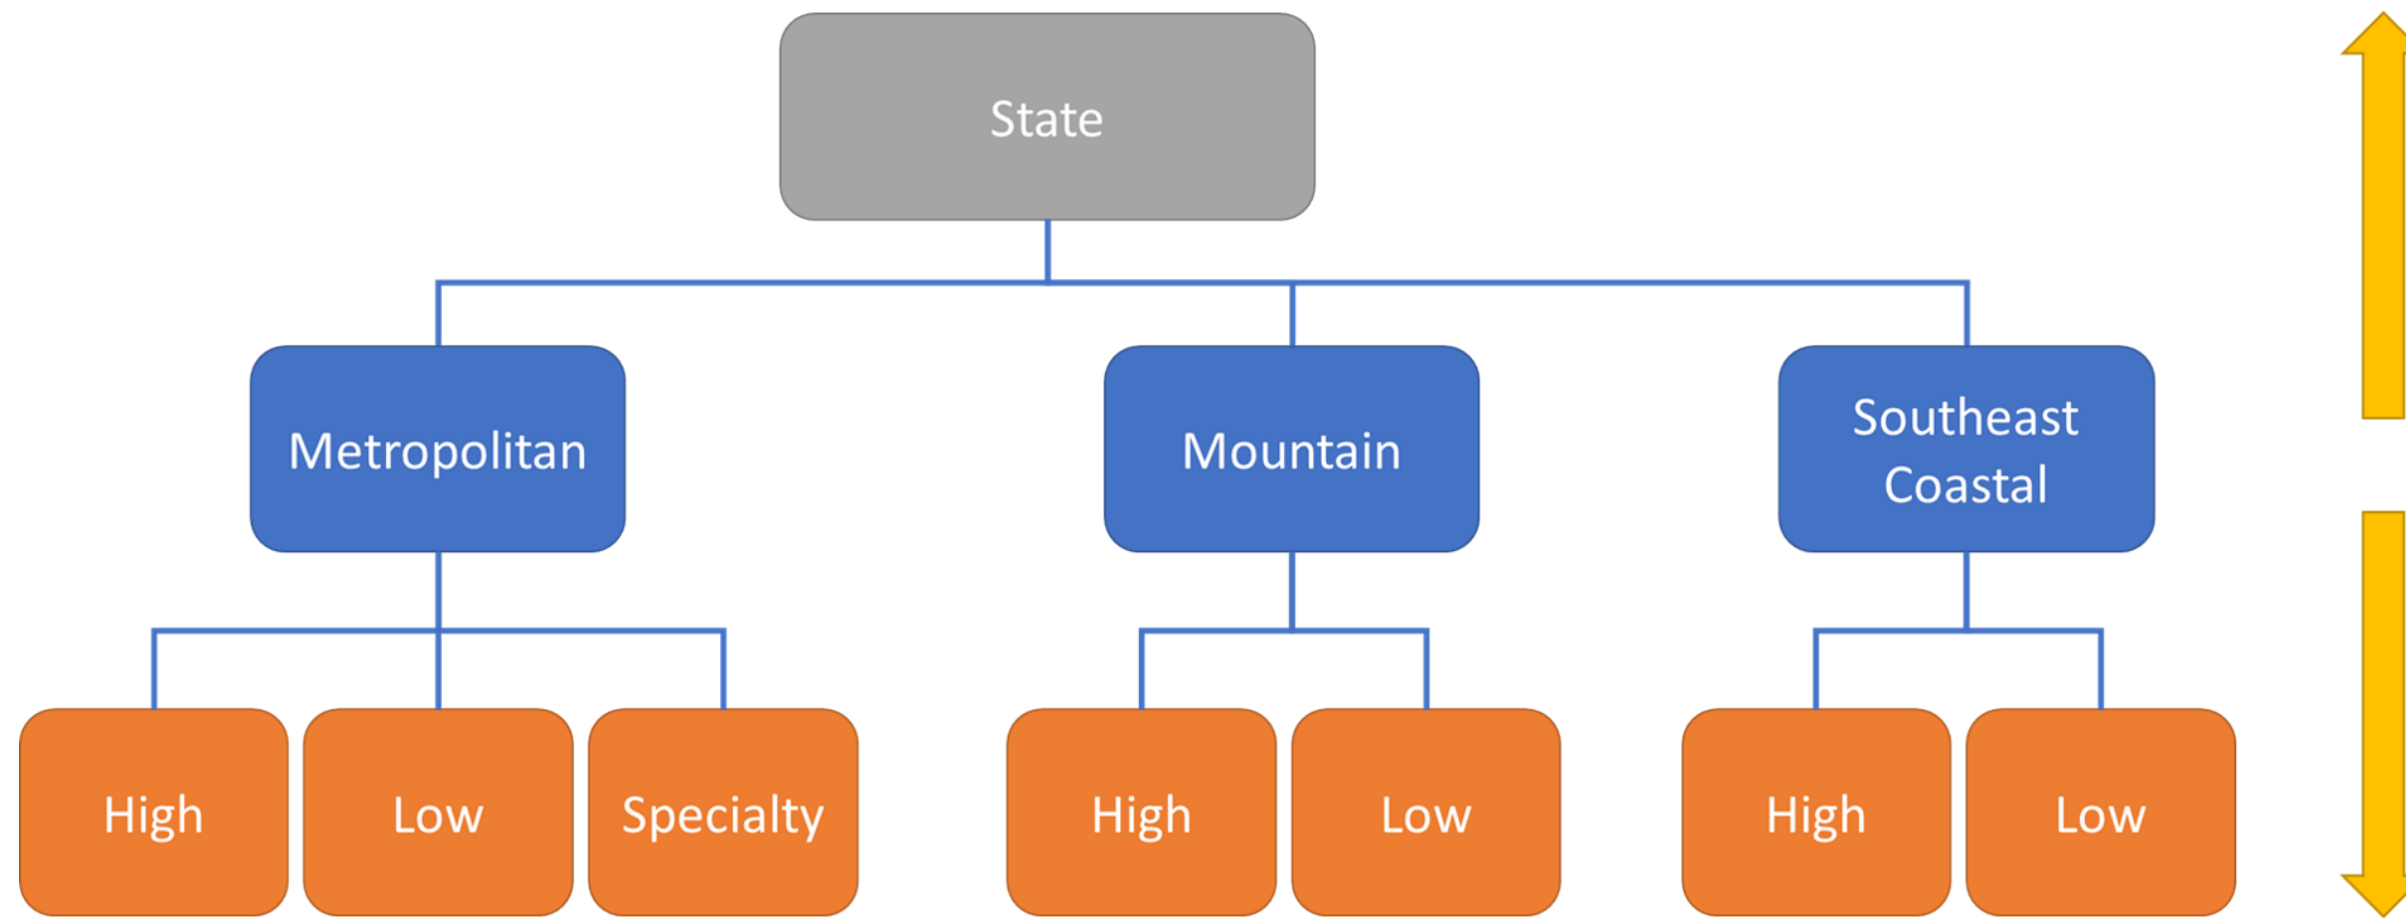 State
Metropolitan
Mountain
Southeast
Coastal
High
Low
Specialty
High
Low
High
Low